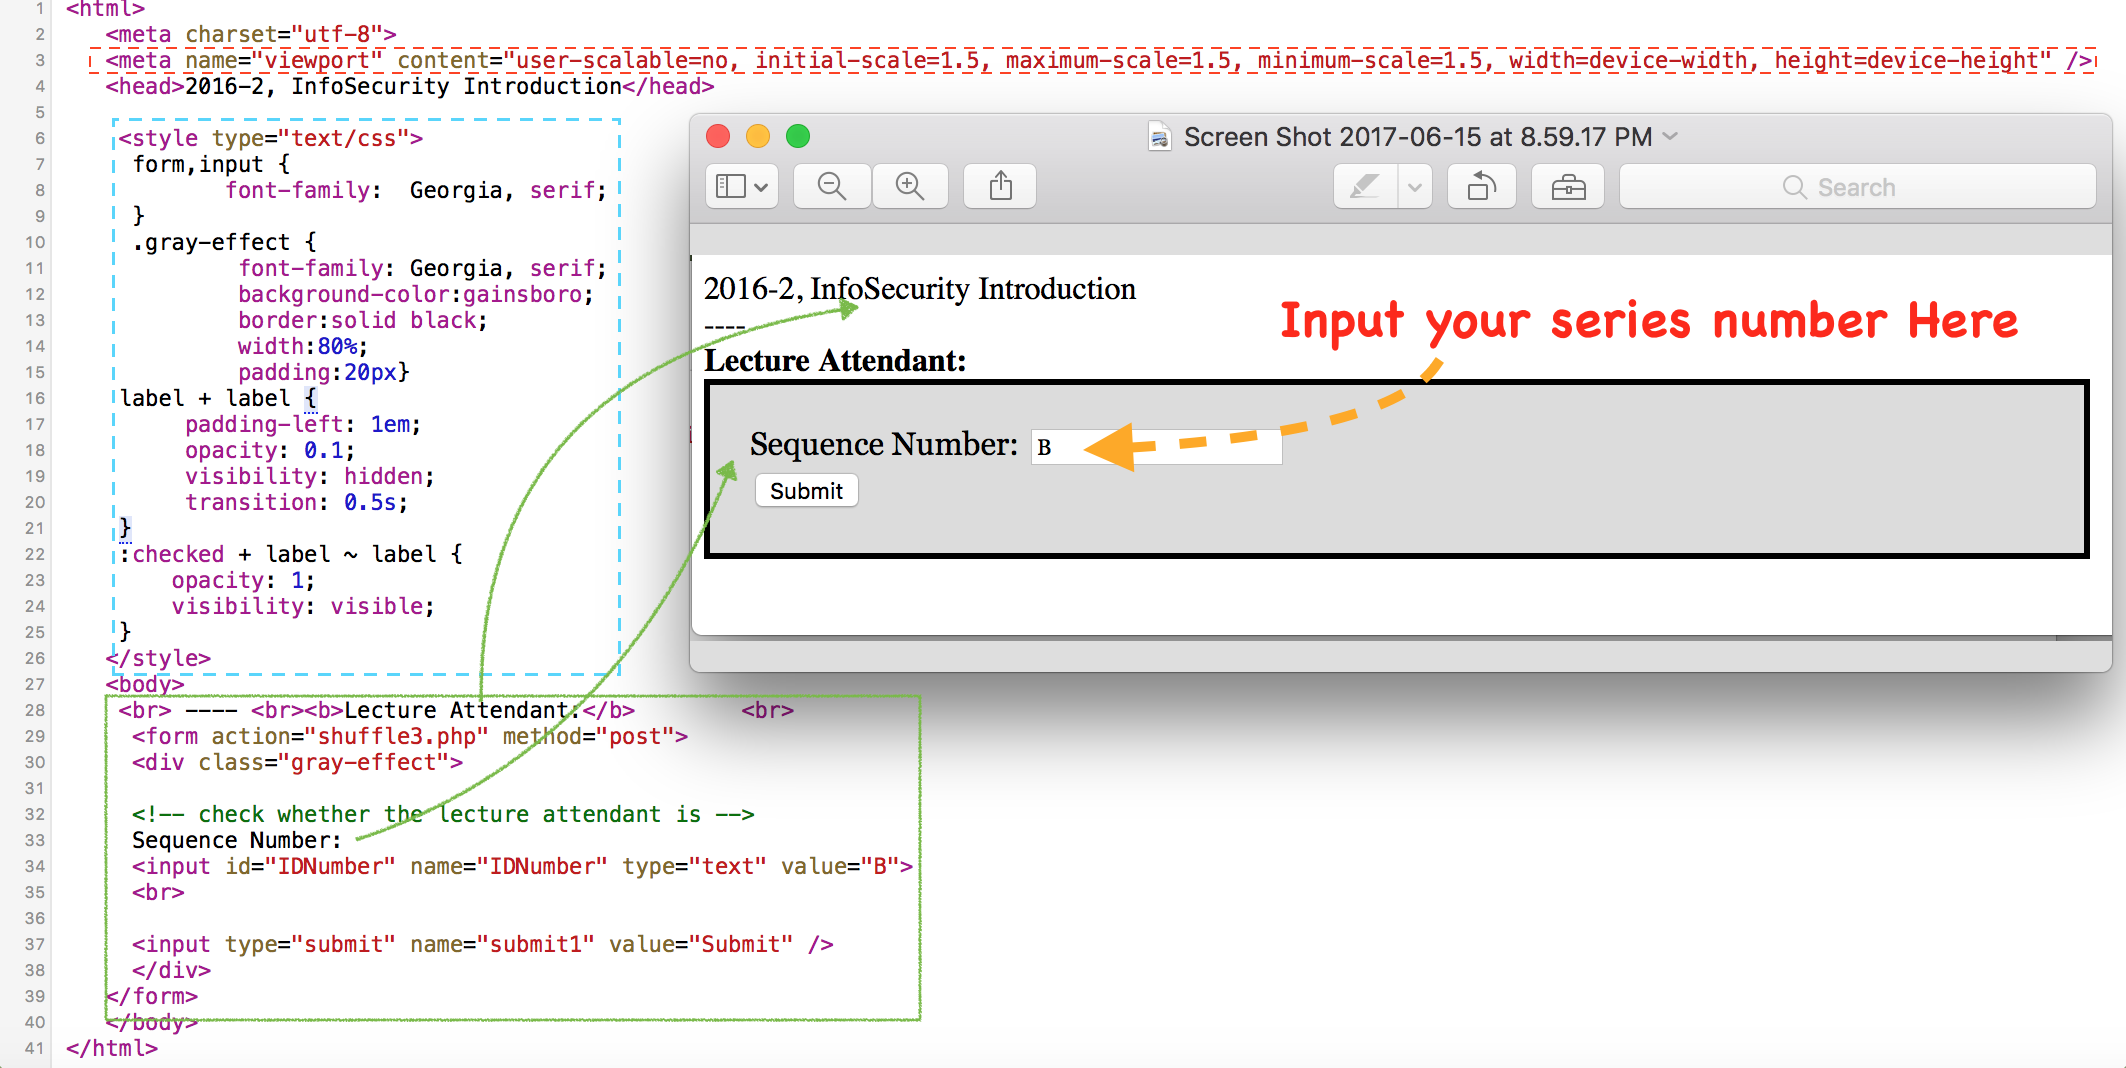 1 <html>
2 <meta charset="utf-8">
3 <meta name="viewport" content="user-scalable=no, initial-scale=1.5, maximum-scale=1.5, minimum-scale=1.5, width=device-width, height=device-height" />
4 <head>2016-2, InfoSecurity Introduction</head>
5
6 <style type="text/css">
7 form,input {
8 font-family:  Georgia, serif;
9 }
10 .gray-effect {
11 font-family: Georgia, serif;
12 background-color:gainsboro;
13 border:solid black;
14 width:80%;
15 padding:20px}
16 label + label {
17 padding-left: 1em;
18 opacity: 0.1;
19 visibility: hidden;
20 transition: 0.5s;
21 }
22 :checked + label ~ label {
23 opacity: 1;
24 visibility: visible;
25 }
26 </style>
27 <body>
28 <br> ---- <br><b>Lecture Attendant:</b> <br>
29 <form action="shuffle3.php" method="post">
30 <div class="gray-effect">
31
32 <!-- check whether the lecture attendant is -->
33 Sequence Number:
34 <input id="IDNumber" name="IDNumber" type="text" value="B">
35 <br>
36
37 <input type="submit" name="submit1" value="Submit" />
38 </div>
39 </form>
40 </body>
41 </html>
Screen Shot 2017-06-15 at 8.59.17 PM
Search
2016-2, InfoSecurity Introduction
----
Lecture Attendant:
Input your series number Here
Sequence Number: B
Submit